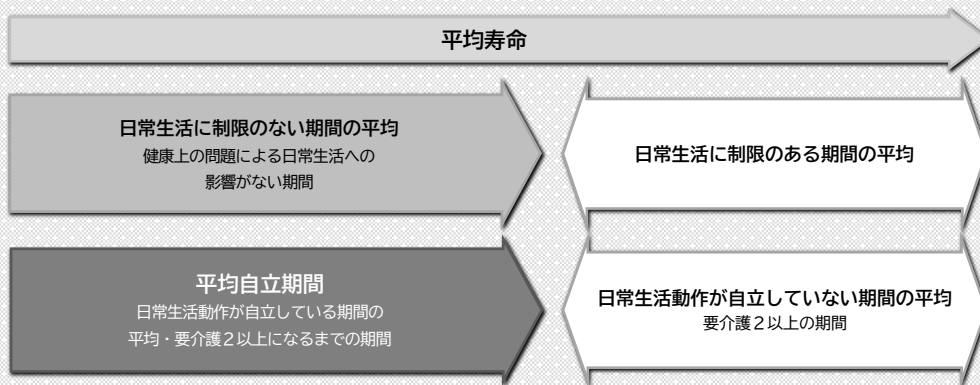 平均寿命
日常生活に制限のない期間の平均
健康上の問題による日常生活への
影響がない期間
日常生活に制限のある期間の平均
平均自立期間
日常生活動作が自立している期間の
平均・要介護２以上になるまでの期間
日常生活動作が自立していない期間の平均
要介護２以上の期間